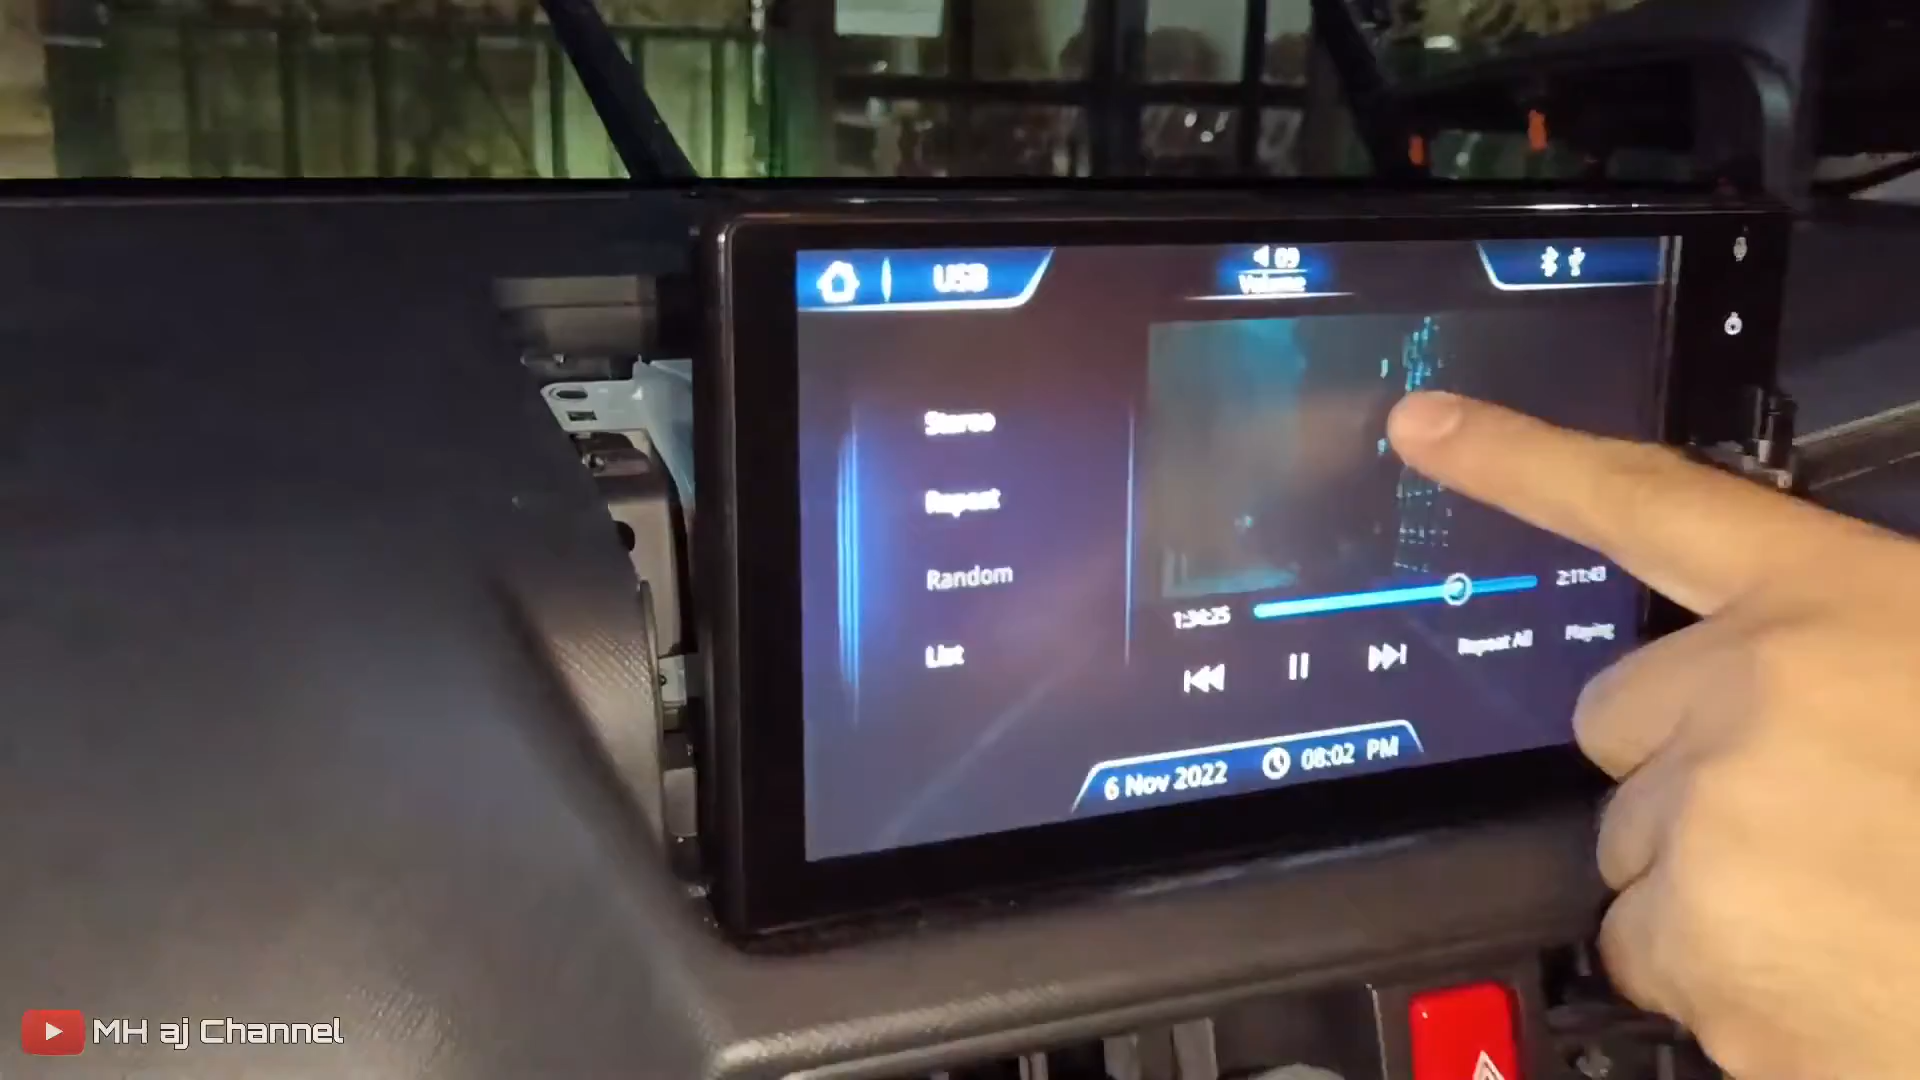 USB
09
Volume
Stereo
Repeat
Random
List
1:34:25
2:11:43
Repeat All
Playing
6 Nov 2022
08:02 PM
MH aj Channel